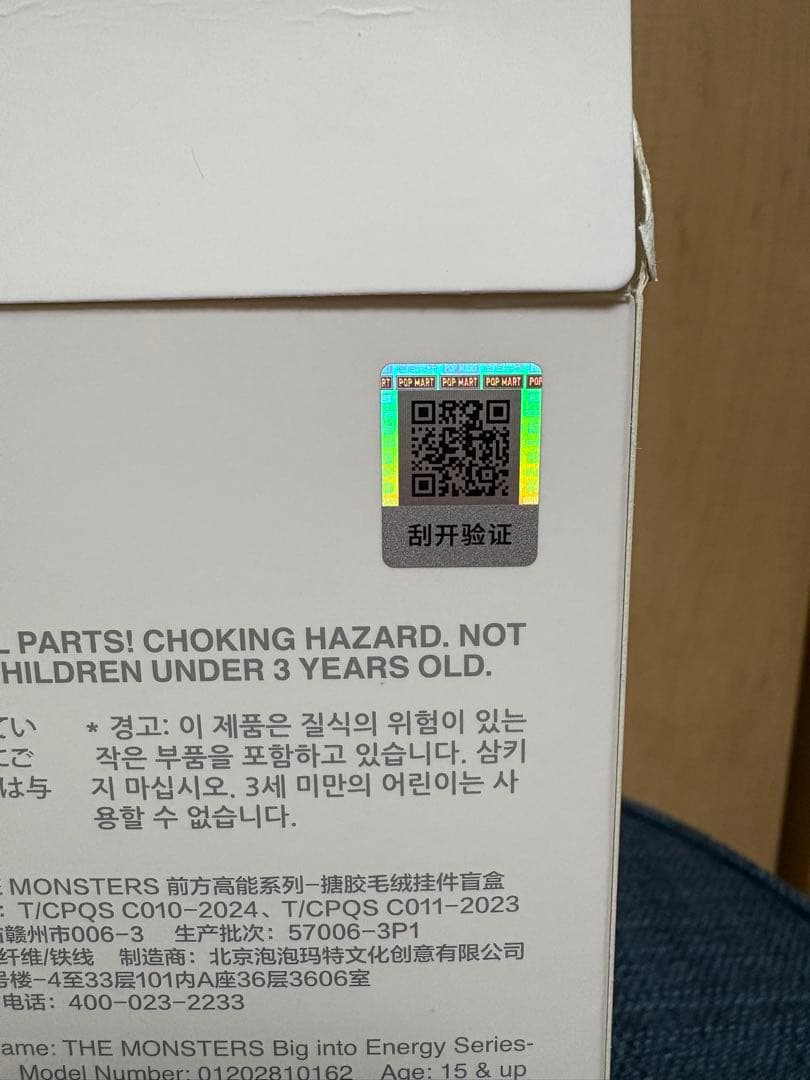 POP MART POP MART POP MART POP
刮开验证
PARTS! CHOKING HAZARD. NOT
CHILDREN UNDER 3 YEARS OLD.
てい
にご
は与
* 경고: 이 제품은 질식의 위험이 있는
작은 부품을 포함하고 있습니다. 삼키
지 마십시오. 3세 미만의 어린이는 사
용할 수 없습니다.
MONSTERS 前方高能系列-搪胶毛绒挂件盲盒
: T/CPQS C010-2024、T/CPQS C011-2023
赣州市006-3 生产批次: 57006-3P1
纤维/铁线 制造商: 北京泡泡玛特文化创意有限公司
号楼-4至33层101内A座36层3606室
电话: 400-023-2233
ame: THE MONSTERS Big into Energy Series-
Model Number: 01202810162 Age: 15 & up